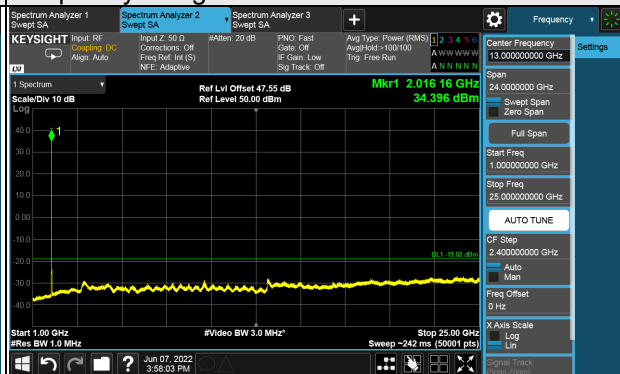 Spectrum Analyzer 1
Swept SA
Spectrum Analyzer 2
Swept SA
Spectrum Analyzer 3
Swept SA
+
Frequency
KEYSIGHT
Input: RF
Coupling: DC
Align: Auto
Input Z: 50 Ω
Corrections: Off
Freq Ref: Int (S)
NFE: Adaptive
#Atten: 20 dB
PNO: Fast
Gate: Off
IF Gain: Low
Sig Track: Off
Avg Type: Power (RMS)
Avg|Hold:>100/100
Trig: Free Run
1 2 3 4 5 6
A W W W W W
A N N N N N
LXI
1 Spectrum
Scale/Div 10 dB
Log
Ref Lvl Offset 47.55 dB
Ref Level 50.00 dBm
Mkr1 2.016 16 GHz
34.396 dBm
40.0
30.0
20.0
10.0
0.00
-10.0
-20.0
-30.0
-40.0
1
DL1 -19.02 dBm
Start 1.00 GHz
#Res BW 1.0 MHz
#Video BW 3.0 MHz*
Stop 25.00 GHz
Sweep ~242 ms (50001 pts)
Center Frequency
13.000000000 GHz
Settings
Span
24.0000000 GHz
Swept Span
Zero Span
Full Span
Start Freq
1.000000000 GHz
Stop Freq
25.000000000 GHz
AUTO TUNE
CF Step
2.400000000 GHz
Auto
Man
Freq Offset
0 Hz
X Axis Scale
Log
Lin
Signal Track
(Span Zoom)
?
Jun 07, 2022
3:58:03 PM